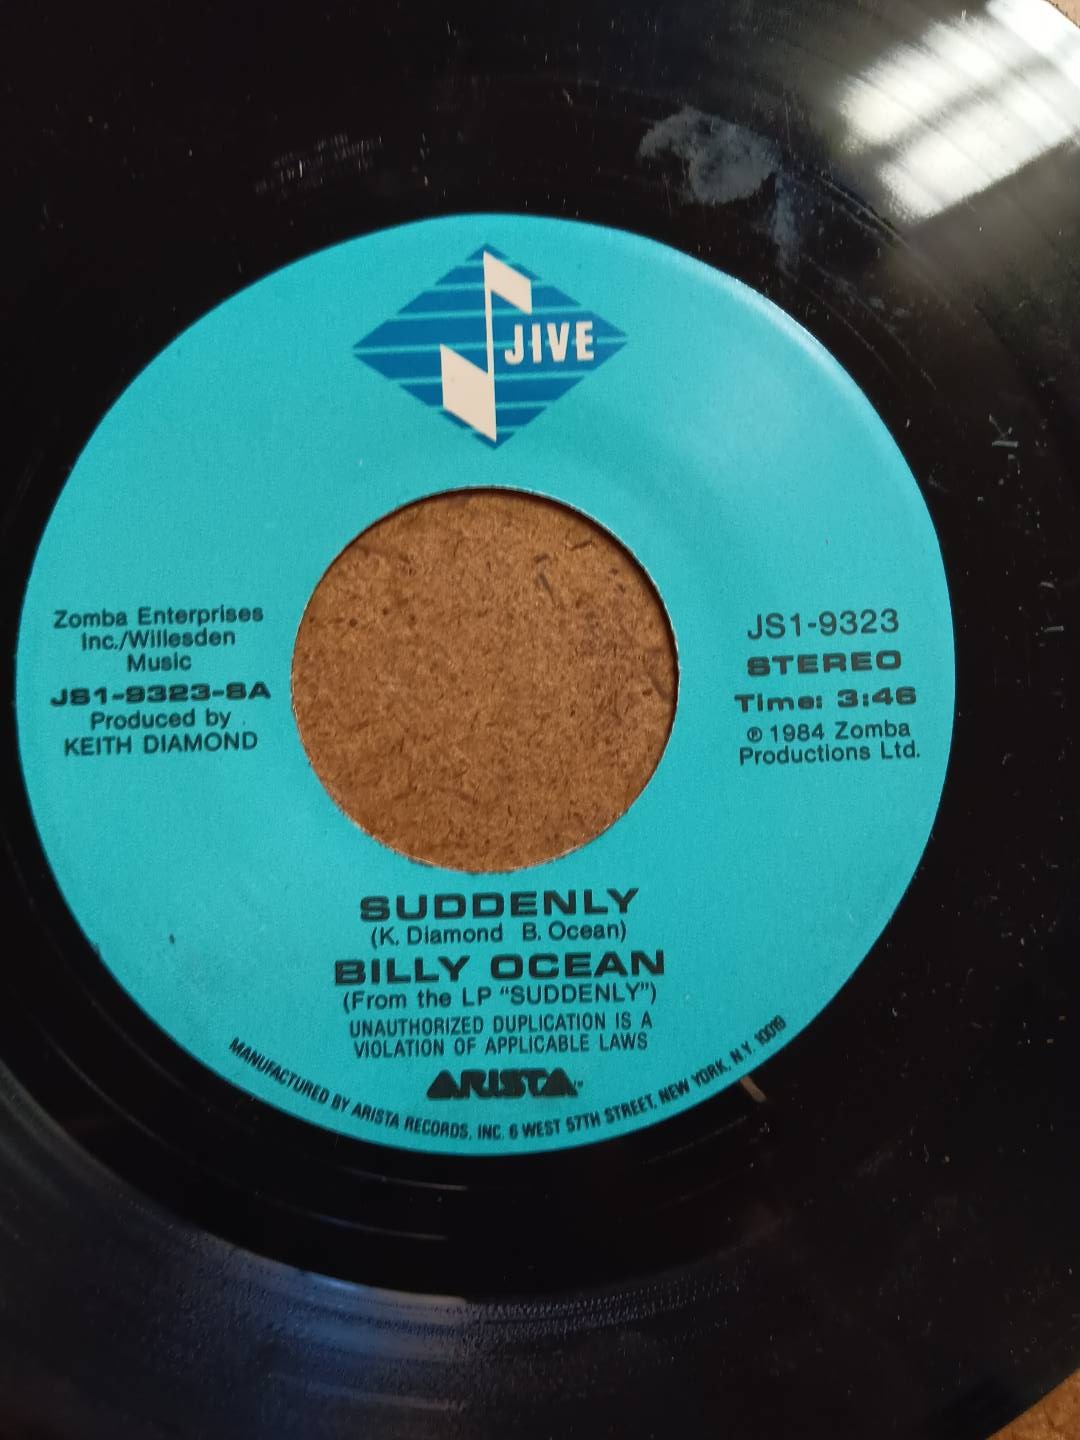 JIVE
Zomba Enterprises
Inc./Willesden
Music
JS1-9323-SA
Produced by
KEITH DIAMOND
JS1-9323
STEREO
Time: 3:46
℗ 1984 Zomba
Productions Ltd.
SUDDENLY
(K. Diamond B. Ocean)
BILLY OCEAN
(From the LP "SUDDENLY")
UNAUTHORIZED DUPLICATION IS A
VIOLATION OF APPLICABLE LAWS
ARISTA
MANUFACTURED BY ARISTA RECORDS, INC. 6 WEST 57TH STREET, NEW YORK, N.Y. 10019